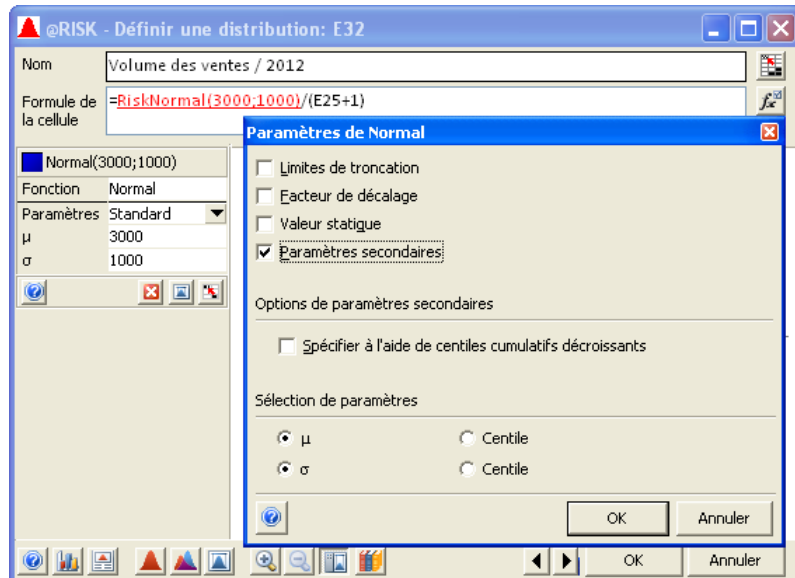 @RISK - Définir une distribution: E32
Nom
Volume des ventes / 2012
Formule de la cellule
=RiskNormal(3000;1000)/(E25+1)
Normal(3000;1000)
Fonction Normal
Paramètres Standard
μ 3000
σ 1000
Paramètres de Normal
Limites de troncation
Facteur de décalage
Valeur statique
Paramètres secondaires
Options de paramètres secondaires
Spécifier à l'aide de centiles cumulatifs décroissants
Sélection de paramètres
μ Centile
σ Centile
OK Annuler
OK Annuler